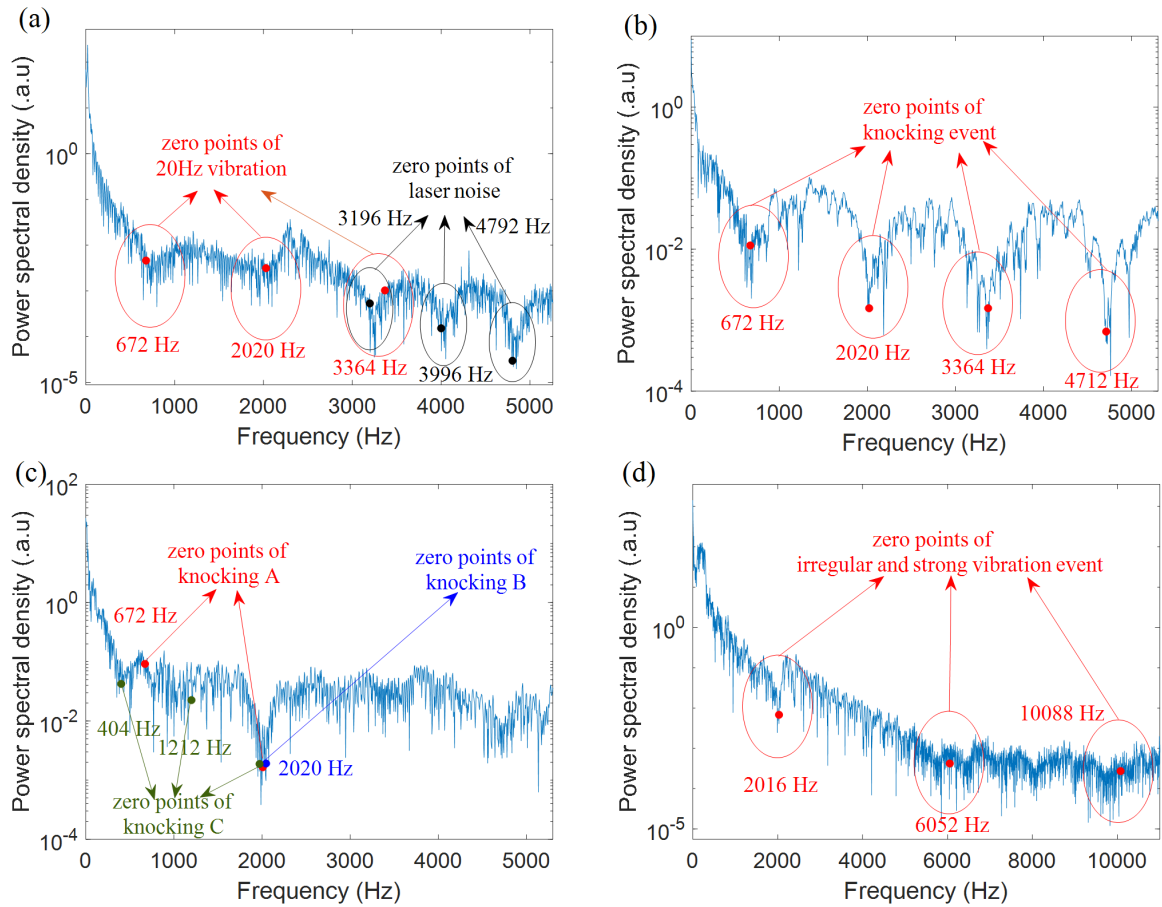 (a)
Power spectral density (.a.u)
10^0
10^-5
zero points of
20Hz vibration
zero points of
laser noise
3196 Hz
4792 Hz
672 Hz
2020 Hz
3364 Hz
3996 Hz
0 1000 2000 3000 4000 5000
Frequency (Hz)
(b)
Power spectral density (.a.u)
10^0
10^-2
10^-4
zero points of
knocking event
672 Hz
2020 Hz
3364 Hz
4712 Hz
0 1000 2000 3000 4000 5000
Frequency (Hz)
(c)
Power spectral density (.a.u)
10^2
10^0
10^-2
10^-4
zero points of
knocking A
zero points of
knocking B
672 Hz
404 Hz
1212 Hz
2020 Hz
zero points of
knocking C
0 1000 2000 3000 4000 5000
Frequency (Hz)
(d)
Power spectral density (.a.u)
10^0
10^-5
zero points of
irregular and strong vibration event
10088 Hz
2016 Hz
6052 Hz
0 2000 4000 6000 8000 10000
Frequency (Hz)